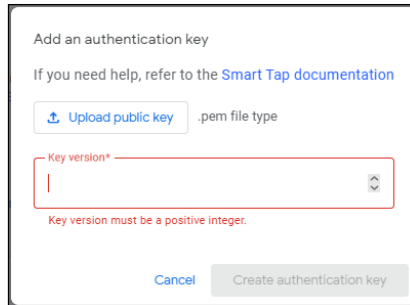 Add an authentication key
If you need help, refer to the Smart Tap documentation
Upload public key .pem file type
Key version*
Key version must be a positive integer.
Cancel Create authentication key